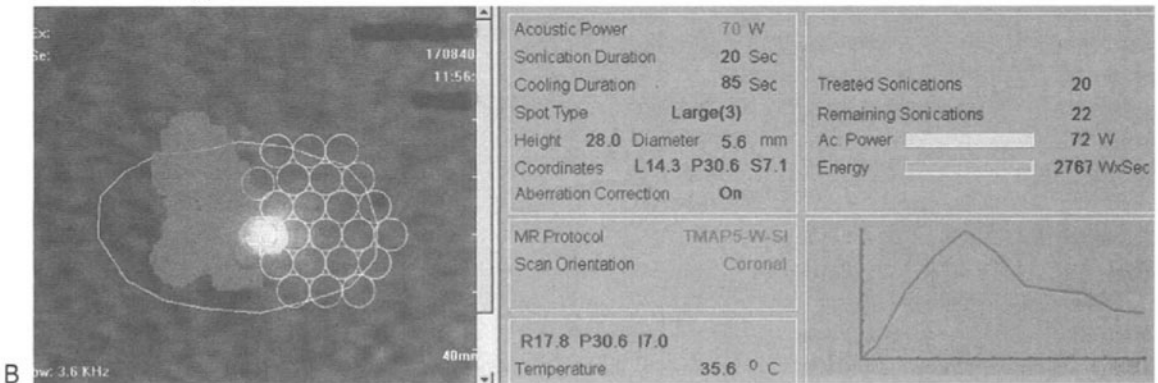 Ex:
Se:
170840
11:56:
40mm
ow: 3.6 KHz
B
Acoustic Power 70 W
Sonication Duration 20 Sec
Cooling Duration 85 Sec
Spot Type Large(3)
Height 28.0 Diameter 5.6 mm
Coordinates L14.3 P30.6 S7.1
Aberration Correction On
MR Protocol TMAP5-W-SI
Scan Orientation Coronal
R17.8 P30.6 I7.0
Temperature 35.6 ° C
Treated Sonications 20
Remaining Sonications 22
Ac. Power 72 W
Energy 2767 WxSec